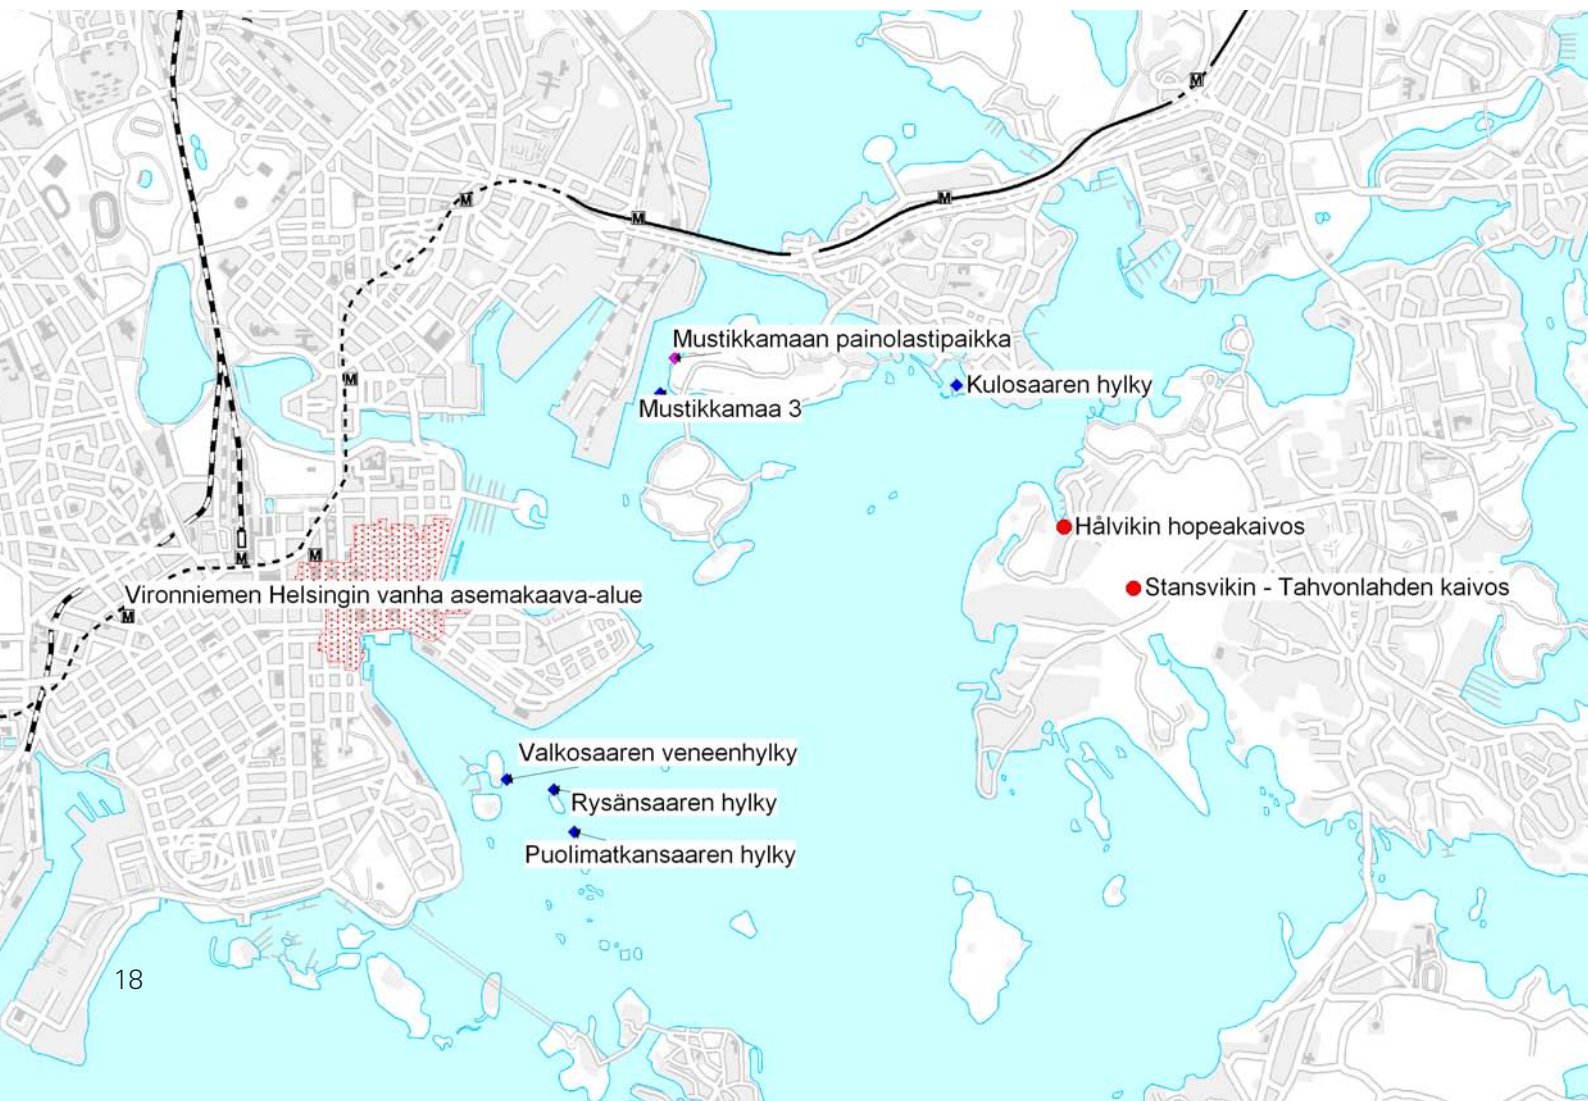 M
M
M
M
Mustikkamaan painolastipaikka
M
Kulosaaren hylky
Mustikkamaa 3
Hålvikin hopeakaivos
M
M
Stansvikin - Tahvonlahden kaivos
Vironniemen Helsingin vanha asemakaava-alue
M
Valkosaaren veneenhylky
Rysänsaaren hylky
Puolimatkansaaren hylky
18